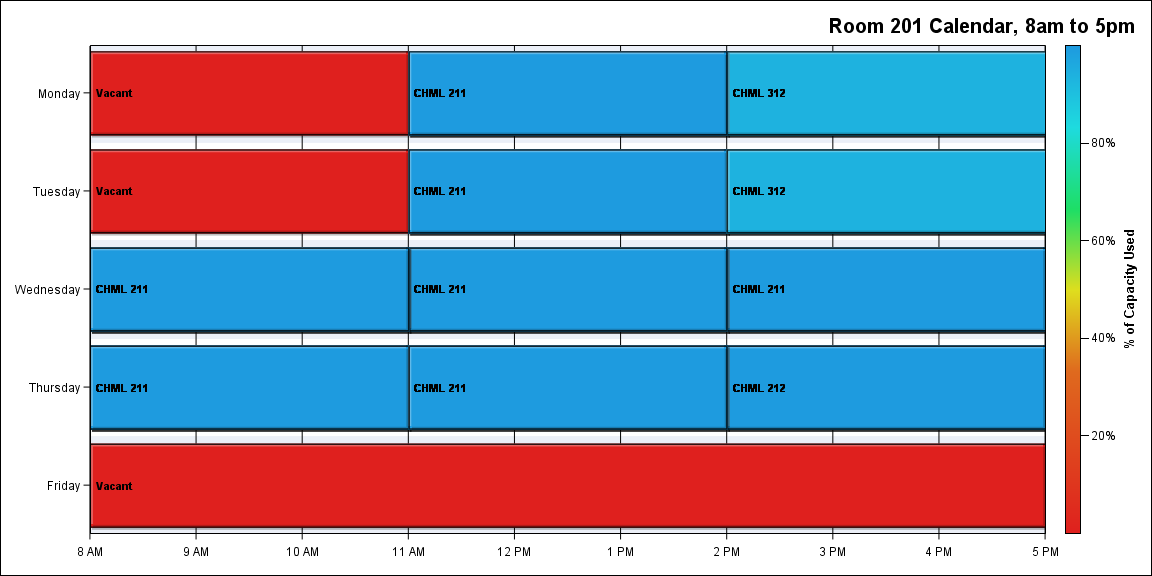 Room 201 Calendar, 8am to 5pm
Monday
Vacant
CHML 211
CHML 312
80%
Tuesday
Vacant
CHML 211
CHML 312
60%
Wednesday
CHML 211
CHML 211
CHML 211
% of Capacity Used
40%
Thursday
CHML 211
CHML 211
CHML 212
20%
Friday
Vacant
8 AM
9 AM
10 AM
11 AM
12 PM
1 PM
2 PM
3 PM
4 PM
5 PM